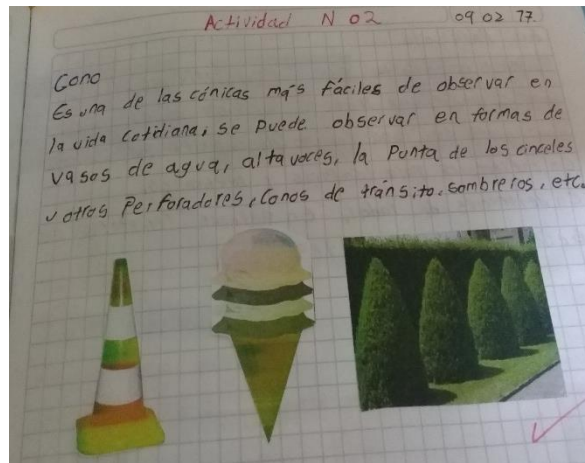 Actividad N 02 09 02 17
Cono
Es una de las cónicas más Fáciles de observar en
la vida cotidiana, se puede observar en formas de
vasos de agua, altavoces, la Punta de los cinceles
y otros Perforadores, Conos de tránsito, sombreros, etc.